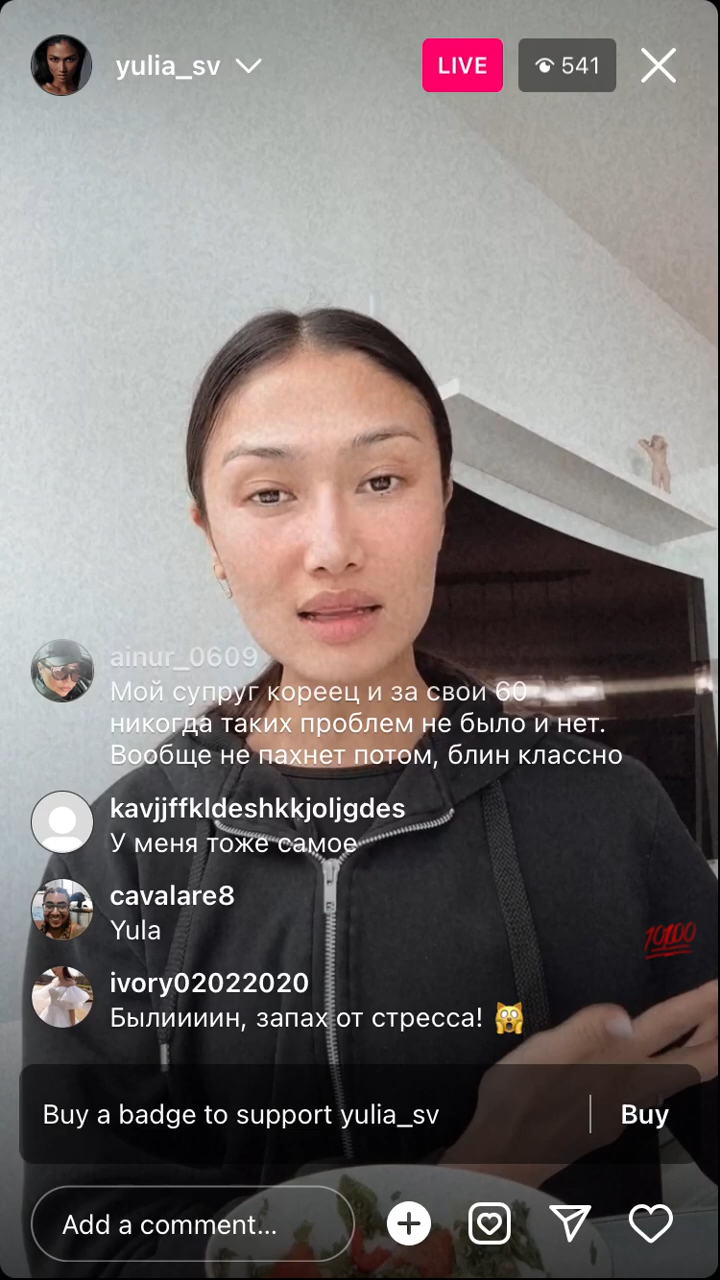 yulia_sv
LIVE
541
ainur_0609
Мой супруг кореец и за свои 60
никогда таких проблем не было и нет.
Вообще не пахнет потом, блин классно
kavjjffkldeshkkjoljgdes
У меня тоже самое
cavalare8
Yula
ivory02022020
Былиииин, запах от стресса! 🙀
Buy a badge to support yulia_sv
Buy
Add a comment...